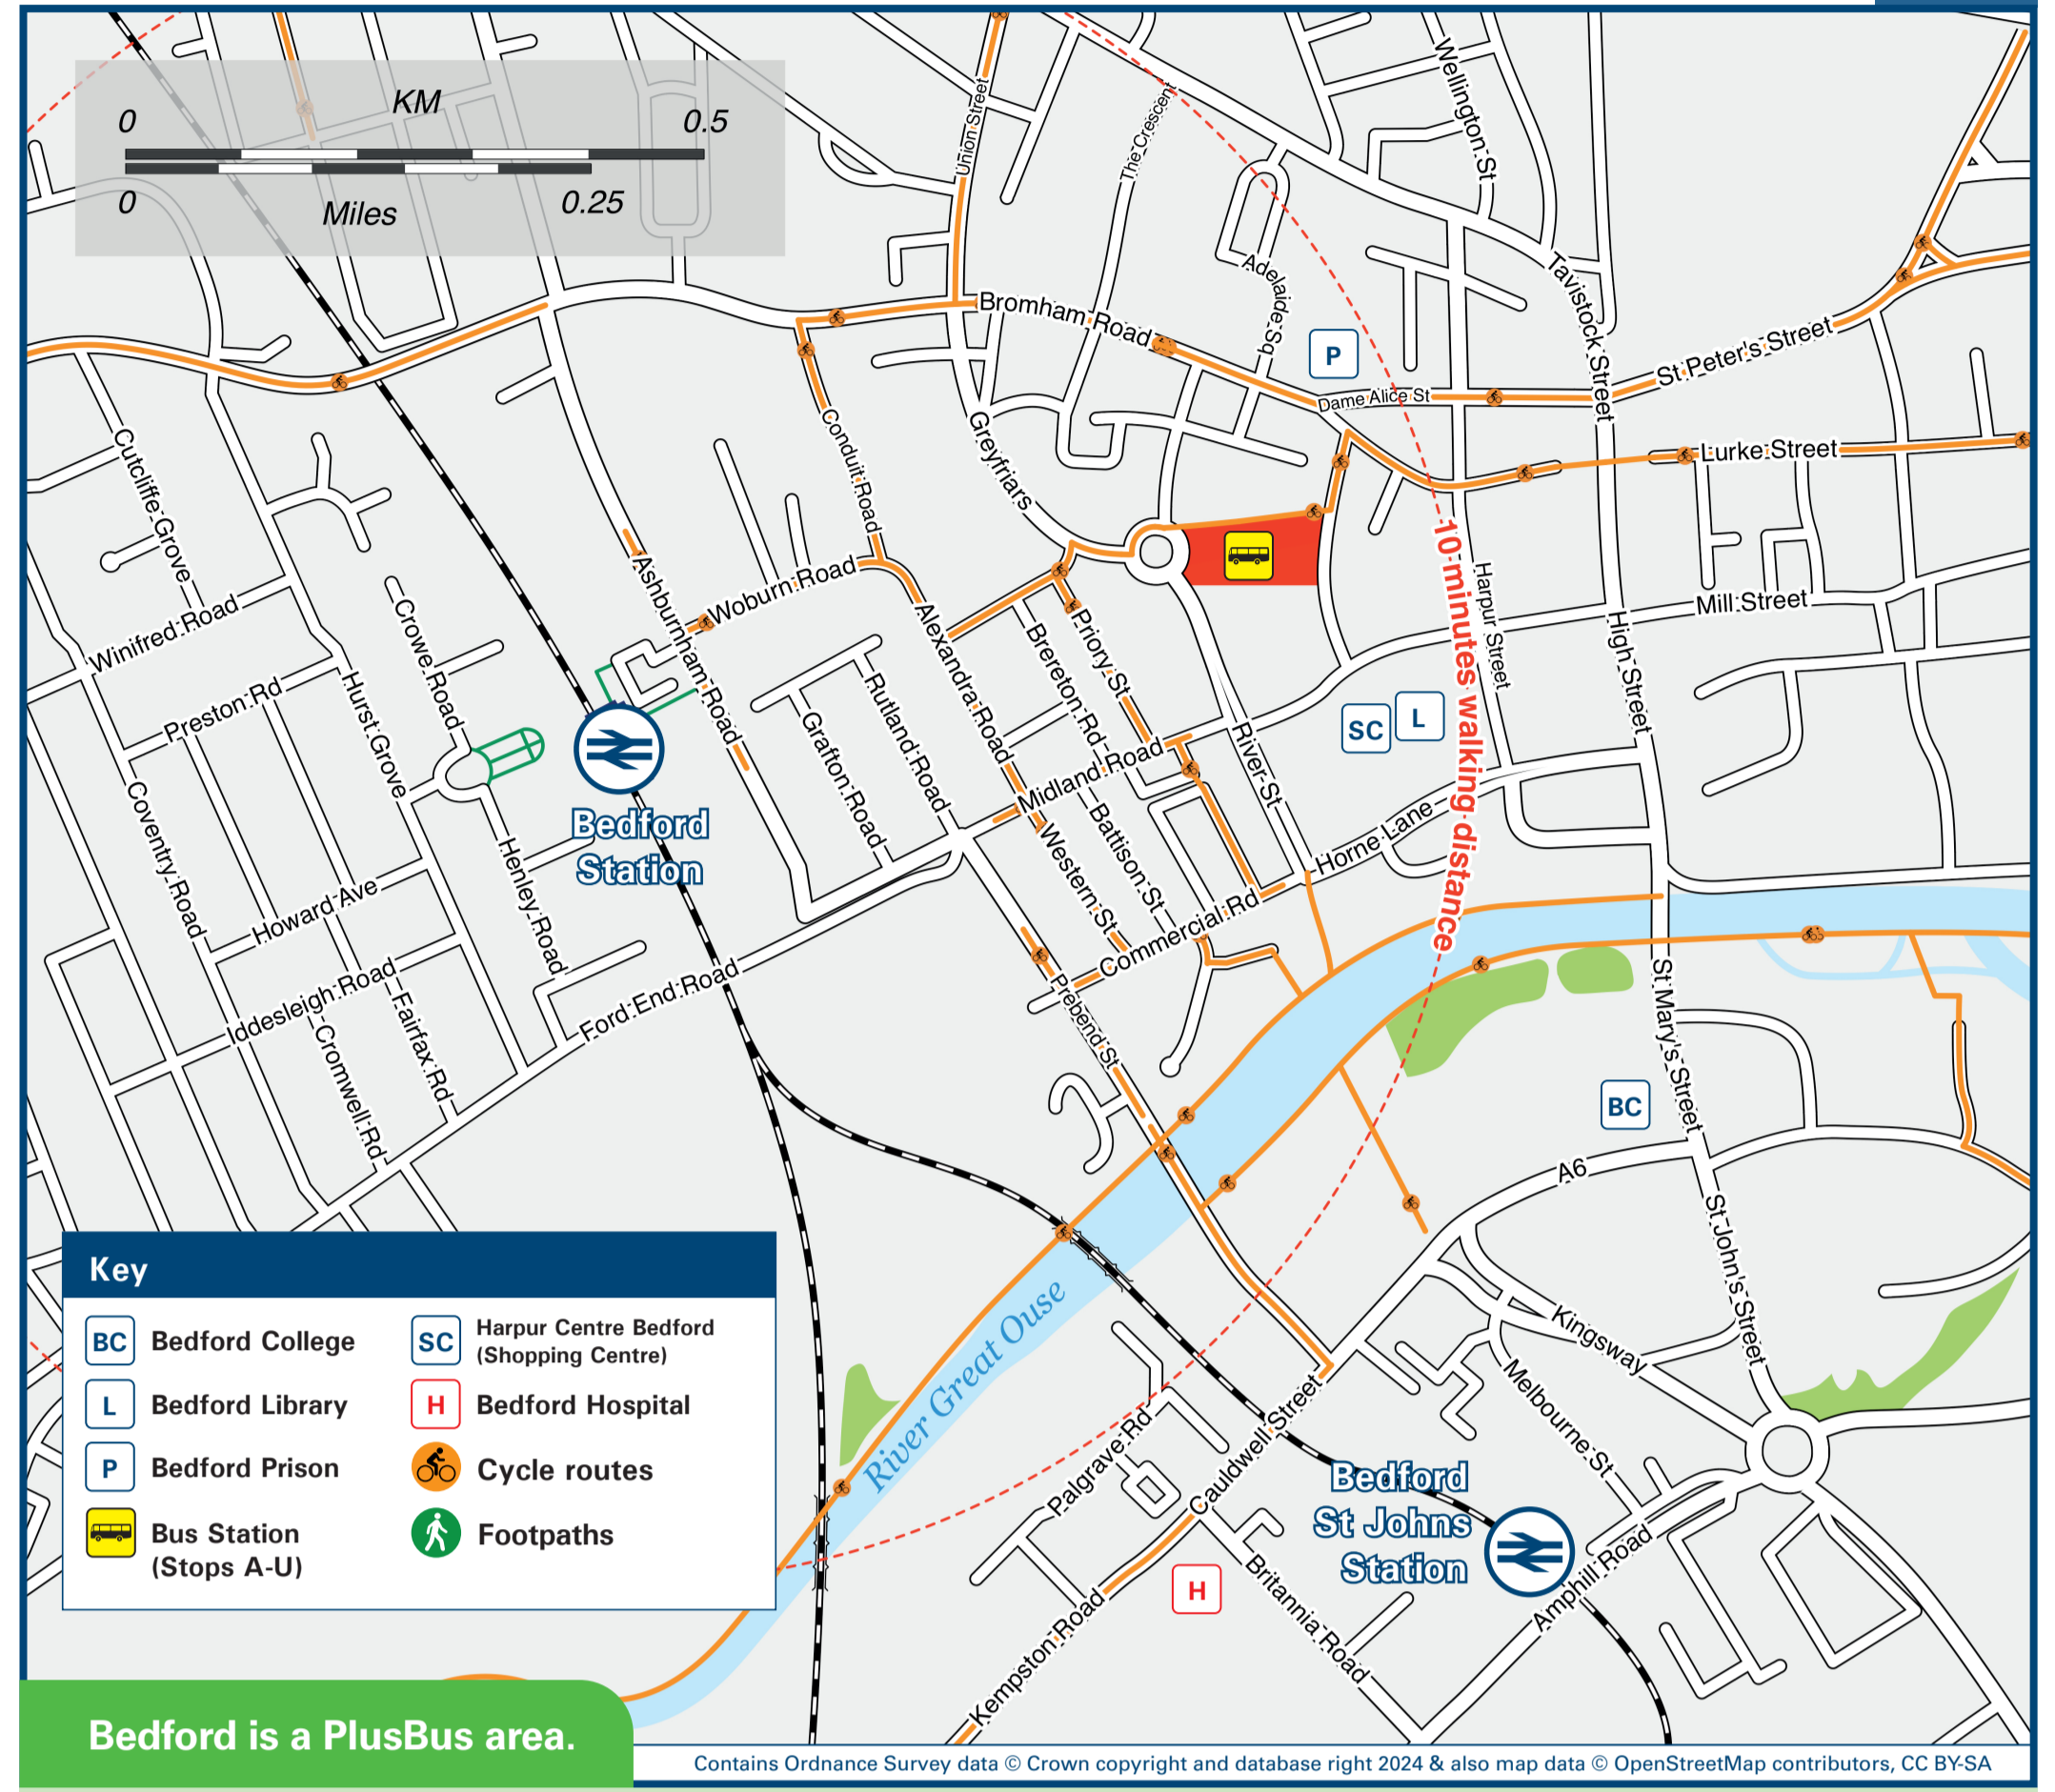 KM
0
0.5
0
Miles
0.25
Union Street
The Crescent
Wellington St
Adelaide Sq
Tavistock Street
Bromham Road
P
St Peter's Street
Dame Alice St
Cutcliffe Grove
Conduit Road
Greyfriars
Lurke Street
10 minutes walking distance
Ashburnham Road
Woburn Road
Harpur Street
Mill Street
High Street
Winifred Road
Crowe Road
Alexandra Road
Brereton Rd
Priory St
Preston Rd
Hurst Grove
Rutland Road
Grafton Road
River St
SC
L
Midland Road
Coventry Road
Bedford
Station
Battison St
Horne Lane
Western St
Henley Road
Howard Ave
Commercial Rd
Iddesleigh Road
Fairfax Rd
Cromwell Rd
Ford End Road
Prebend St
St Mary's Street
BC
A6
St John's Street
River Great Ouse
Kingsway
Melbourne St
Palgrave Rd
Cauldwell Street
Bedford
St Johns
Station
H
Britannia Road
Ampthill Road
Kempston Road
Key
BC
Bedford College
L
Bedford Library
P
Bedford Prison
Bus Station
(Stops A-U)
SC
Harpur Centre Bedford
(Shopping Centre)
H
Bedford Hospital
Cycle routes
Footpaths
Bedford is a PlusBus area.
Contains Ordnance Survey data © Crown copyright and database right 2024 & also map data © OpenStreetMap contributors, CC BY-SA